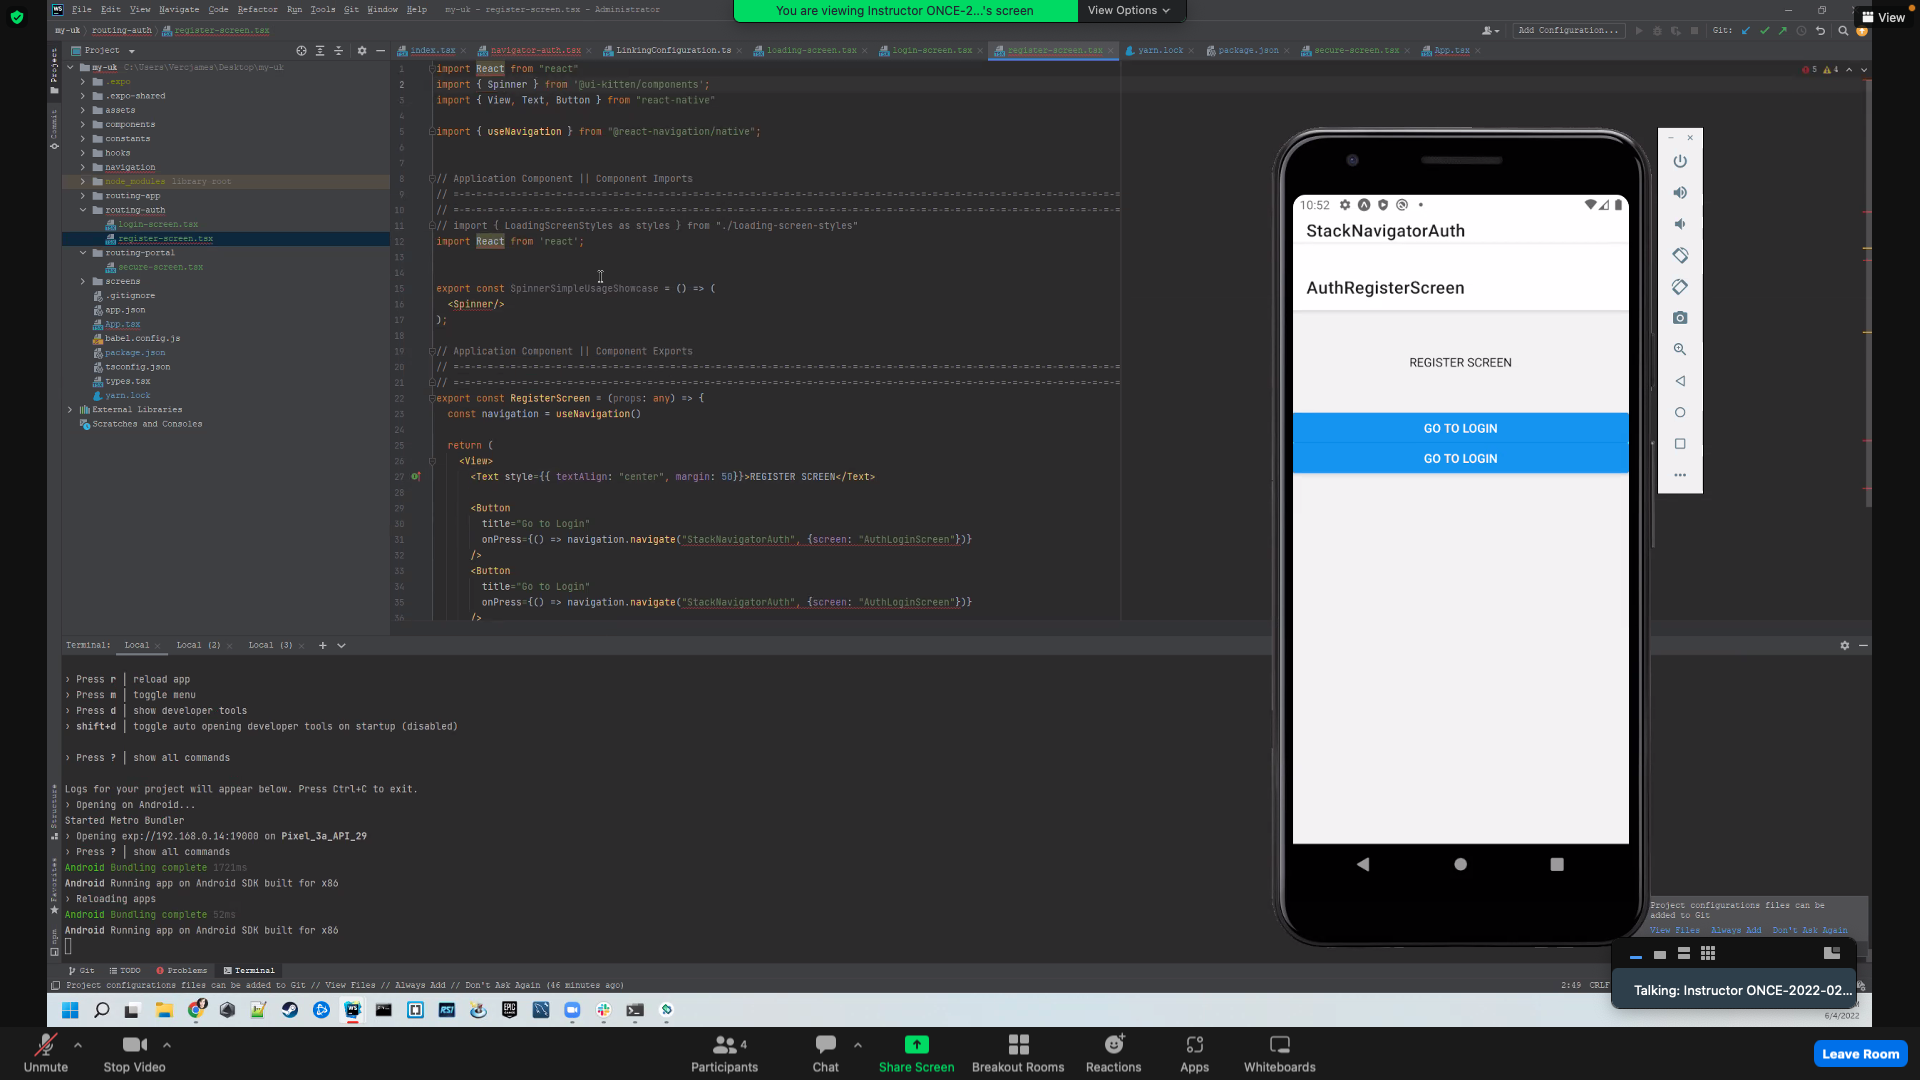 File Edit View Navigate Code Refactor Run Tools Git Window Help my-uk - register-screen.tsx - Administrator
You are viewing Instructor ONCE-2...'s screen View Options
View
my-uk routing-auth register-screen.tsx
Add Configuration... Git:
Project
index.tsx navigator-auth.tsx LinkingConfiguration.ts loading-screen.tsx login-screen.tsx register-screen.tsx yarn.lock package.json secure-screen.tsx App.tsx
my-uk C:\Users\Vercjames\Desktop\my-uk
.expo
.expo-shared
assets
components
constants
hooks
navigation
node_modules library root
routing-app
routing-auth
login-screen.tsx
register-screen.tsx
routing-portal
secure-screen.tsx
screens
.gitignore
app.json
App.tsx
babel.config.js
package.json
tsconfig.json
types.tsx
yarn.lock
External Libraries
Scratches and Consoles
Project
Commit
Structure
Favorites
npm
5 4
1 import React from "react"
2 import { Spinner } from '@ui-kitten/components';
3 import { View, Text, Button } from "react-native"
4
5 import { useNavigation } from "@react-navigation/native";
6
7
8 // Application Component || Component Imports
9 // =-=-=-=-=-=-=-=-=-=-=-=-=-=-=-=-=-=-=-=-=-=-=-=-=-=-=-=-=-=-=-=-=-=-=-=-=-=-=-=-=-=-=-=-=-=-=-=-=-=-=-=-=-=-=-=-=-=-=
10 // =-=-=-=-=-=-=-=-=-=-=-=-=-=-=-=-=-=-=-=-=-=-=-=-=-=-=-=-=-=-=-=-=-=-=-=-=-=-=-=-=-=-=-=-=-=-=-=-=-=-=-=-=-=-=-=-=-=-=
11 // import { LoadingScreenStyles as styles } from "./loading-screen-styles"
12 import React from 'react';
13
14
15 export const SpinnerSimpleUsageShowcase = () => (
16 <Spinner/>
17 );
18
19 // Application Component || Component Exports
20 // =-=-=-=-=-=-=-=-=-=-=-=-=-=-=-=-=-=-=-=-=-=-=-=-=-=-=-=-=-=-=-=-=-=-=-=-=-=-=-=-=-=-=-=-=-=-=-=-=-=-=-=-=-=-=-=-=-=-=
21 // =-=-=-=-=-=-=-=-=-=-=-=-=-=-=-=-=-=-=-=-=-=-=-=-=-=-=-=-=-=-=-=-=-=-=-=-=-=-=-=-=-=-=-=-=-=-=-=-=-=-=-=-=-=-=-=-=-=-=
22 export const RegisterScreen = (props: any) => {
23 const navigation = useNavigation()
24
25 return (
26 <View>
27 <Text style={{ textAlign: "center", margin: 50}}>REGISTER SCREEN</Text>
28
29 <Button
30 title="Go to Login"
31 onPress={() => navigation.navigate("StackNavigatorAuth", {screen: "AuthLoginScreen"})}
32 />
33 <Button
34 title="Go to Login"
35 onPress={() => navigation.navigate("StackNavigatorAuth", {screen: "AuthLoginScreen"})}
36 />
10:52
StackNavigatorAuth
AuthRegisterScreen
REGISTER SCREEN
GO TO LOGIN
GO TO LOGIN
Terminal: Local Local (2) Local (3)
› Press r │ reload app
› Press m │ toggle menu
› Press d │ show developer tools
› shift+d │ toggle auto opening developer tools on startup (disabled)
› Press ? │ show all commands
Logs for your project will appear below. Press Ctrl+C to exit.
› Opening on Android...
Started Metro Bundler
› Opening exp://192.168.0.14:19000 on Pixel_3a_API_29
› Press ? │ show all commands
Android Bundling complete 1721ms
Android Running app on Android SDK built for x86
› Reloading apps
Android Bundling complete 52ms
Android Running app on Android SDK built for x86
Project configurations files can be
added to Git
View Files Always Add Don't Ask Again
Git TODO Problems Terminal
Project configurations files can be added to Git // View Files // Always Add // Don't Ask Again (46 minutes ago)
2:49 CRLF
Talking: Instructor ONCE-2022-02...
6/4/2022
Unmute Stop Video Participants 4 Chat Share Screen Breakout Rooms Reactions Apps Whiteboards Leave Room